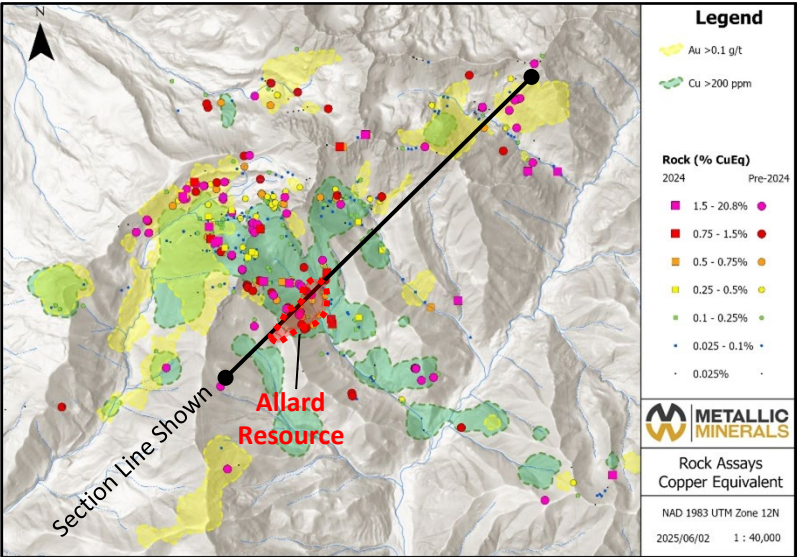 N
Allard
Resource
Section Line Shown
Legend
Au >0.1 g/t
Cu >200 ppm
Rock (% CuEq)
2024 Pre-2024
1.5 - 20.8%
0.75 - 1.5%
0.5 - 0.75%
0.25 - 0.5%
0.1 - 0.25%
0.025 - 0.1%
0.025%
METALLIC
MINERALS
Rock Assays
Copper Equivalent
NAD 1983 UTM Zone 12N
2025/06/02 1 : 40,000